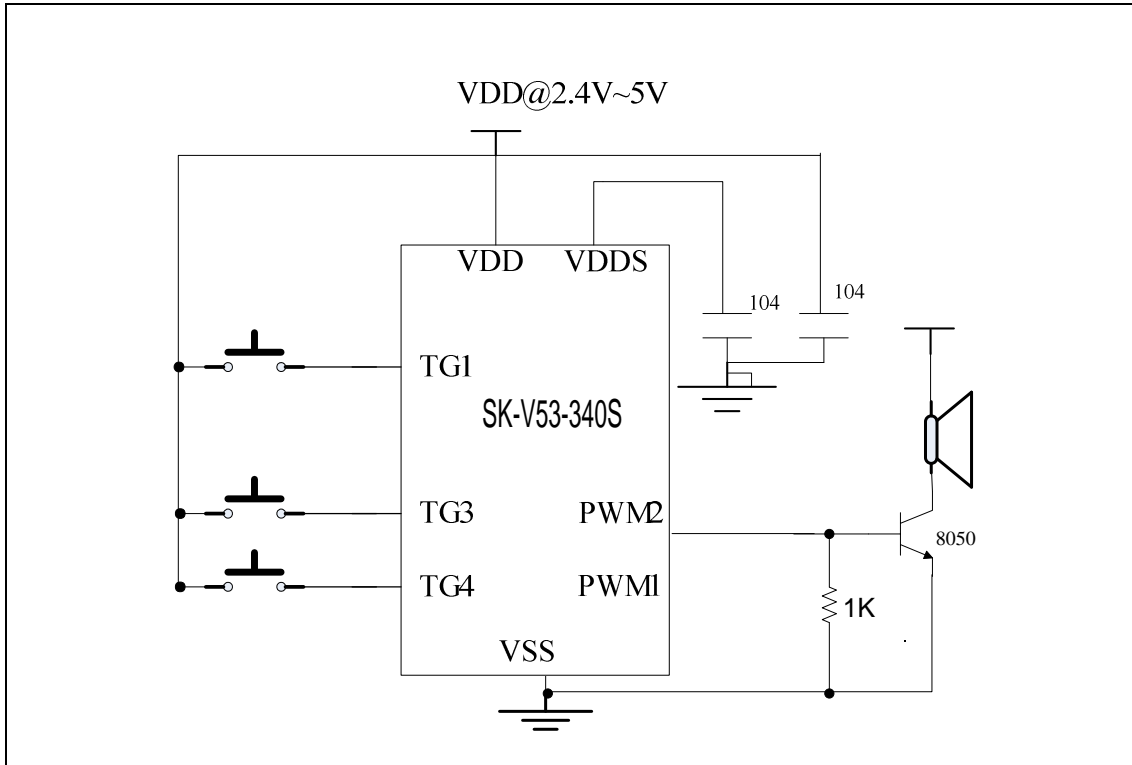 VDD@2.4V~5V
VDD
VDDS
104
104
TG1
SK-V53-340S
TG3
PWM2
8050
TG4
PWM1
1K
VSS